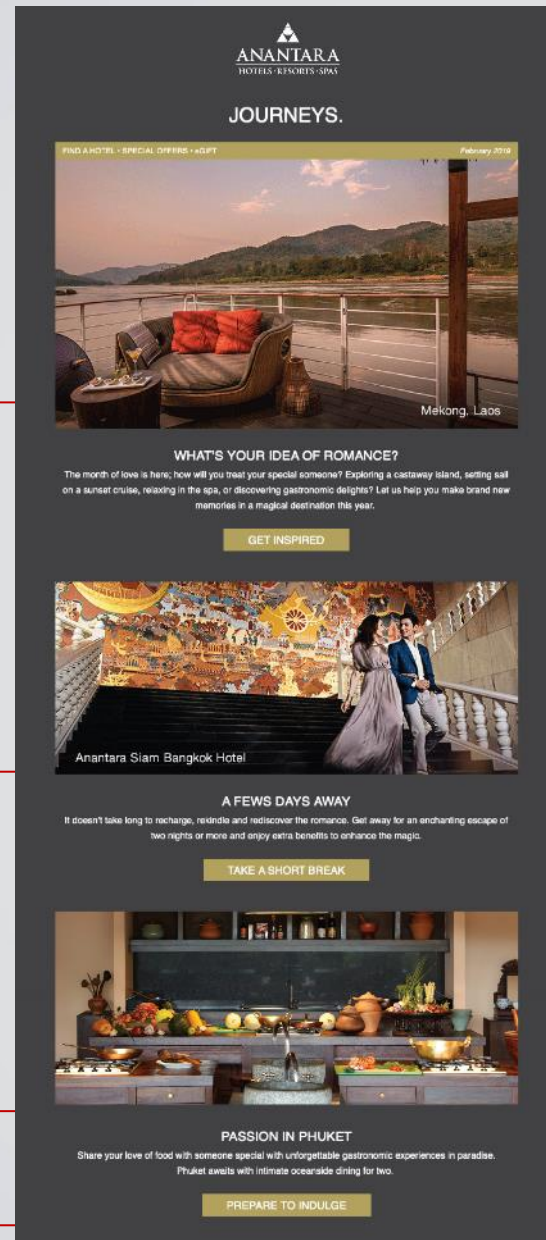 ANANTARA
HOTELS·RESORTS·SPAS
JOURNEYS.
FIND A HOTEL • SPECIAL OFFERS • eGIFT
February 2019
Mekong, Laos
WHAT'S YOUR IDEA OF ROMANCE?
The month of love is here; how will you treat your special someone? Exploring a castaway island, setting sail
on a sunset cruise, relaxing in the spa, or discovering gastronomic delights? Let us help you make brand new
memories in a magical destination this year.
GET INSPIRED
Anantara Siam Bangkok Hotel
A FEWS DAYS AWAY
It doesn't take long to recharge, rekindle and rediscover the romance. Get away for an enchanting escape of
two nights or more and enjoy extra benefits to enhance the magic.
TAKE A SHORT BREAK
PASSION IN PHUKET
Share your love of food with someone special with unforgettable gastronomic experiences in paradise.
Phuket awaits with intimate oceanside dining for two.
PREPARE TO INDULGE